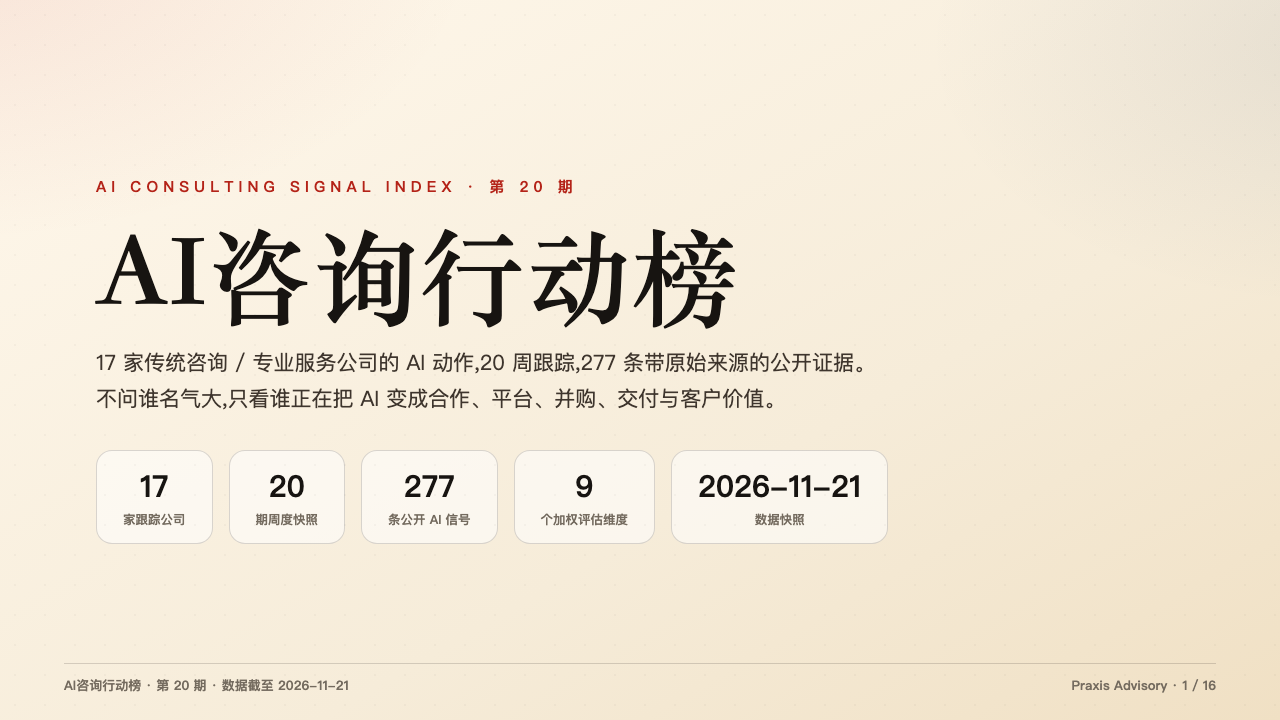 AI CONSULTING SIGNAL INDEX · 第 20 期
AI咨询行动榜
17 家传统咨询 / 专业服务公司的 AI 动作,20 周跟踪,277 条带原始来源的公开证据。
不问谁名气大,只看谁正在把 AI 变成合作、平台、并购、交付与客户价值。
17
家跟踪公司
20
期周度快照
277
条公开 AI 信号
9
个加权评估维度
2026–11–21
数据快照
AI咨询行动榜 · 第 20 期 · 数据截至 2026–11–21
Praxis Advisory · 1 / 16